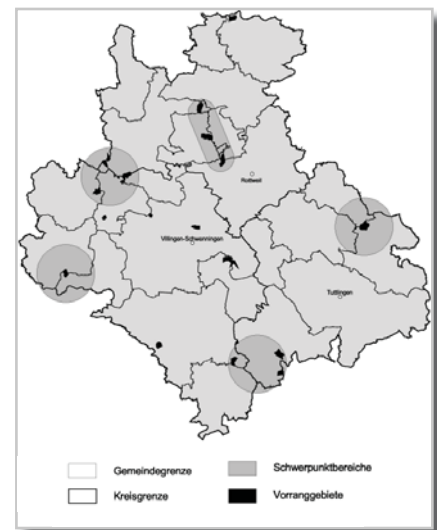 Rottweil
Villingen-Schwenningen
Tuttlingen
Gemeindegrenze Schwerpunktbereiche
Kreisgrenze Vorranggebiete